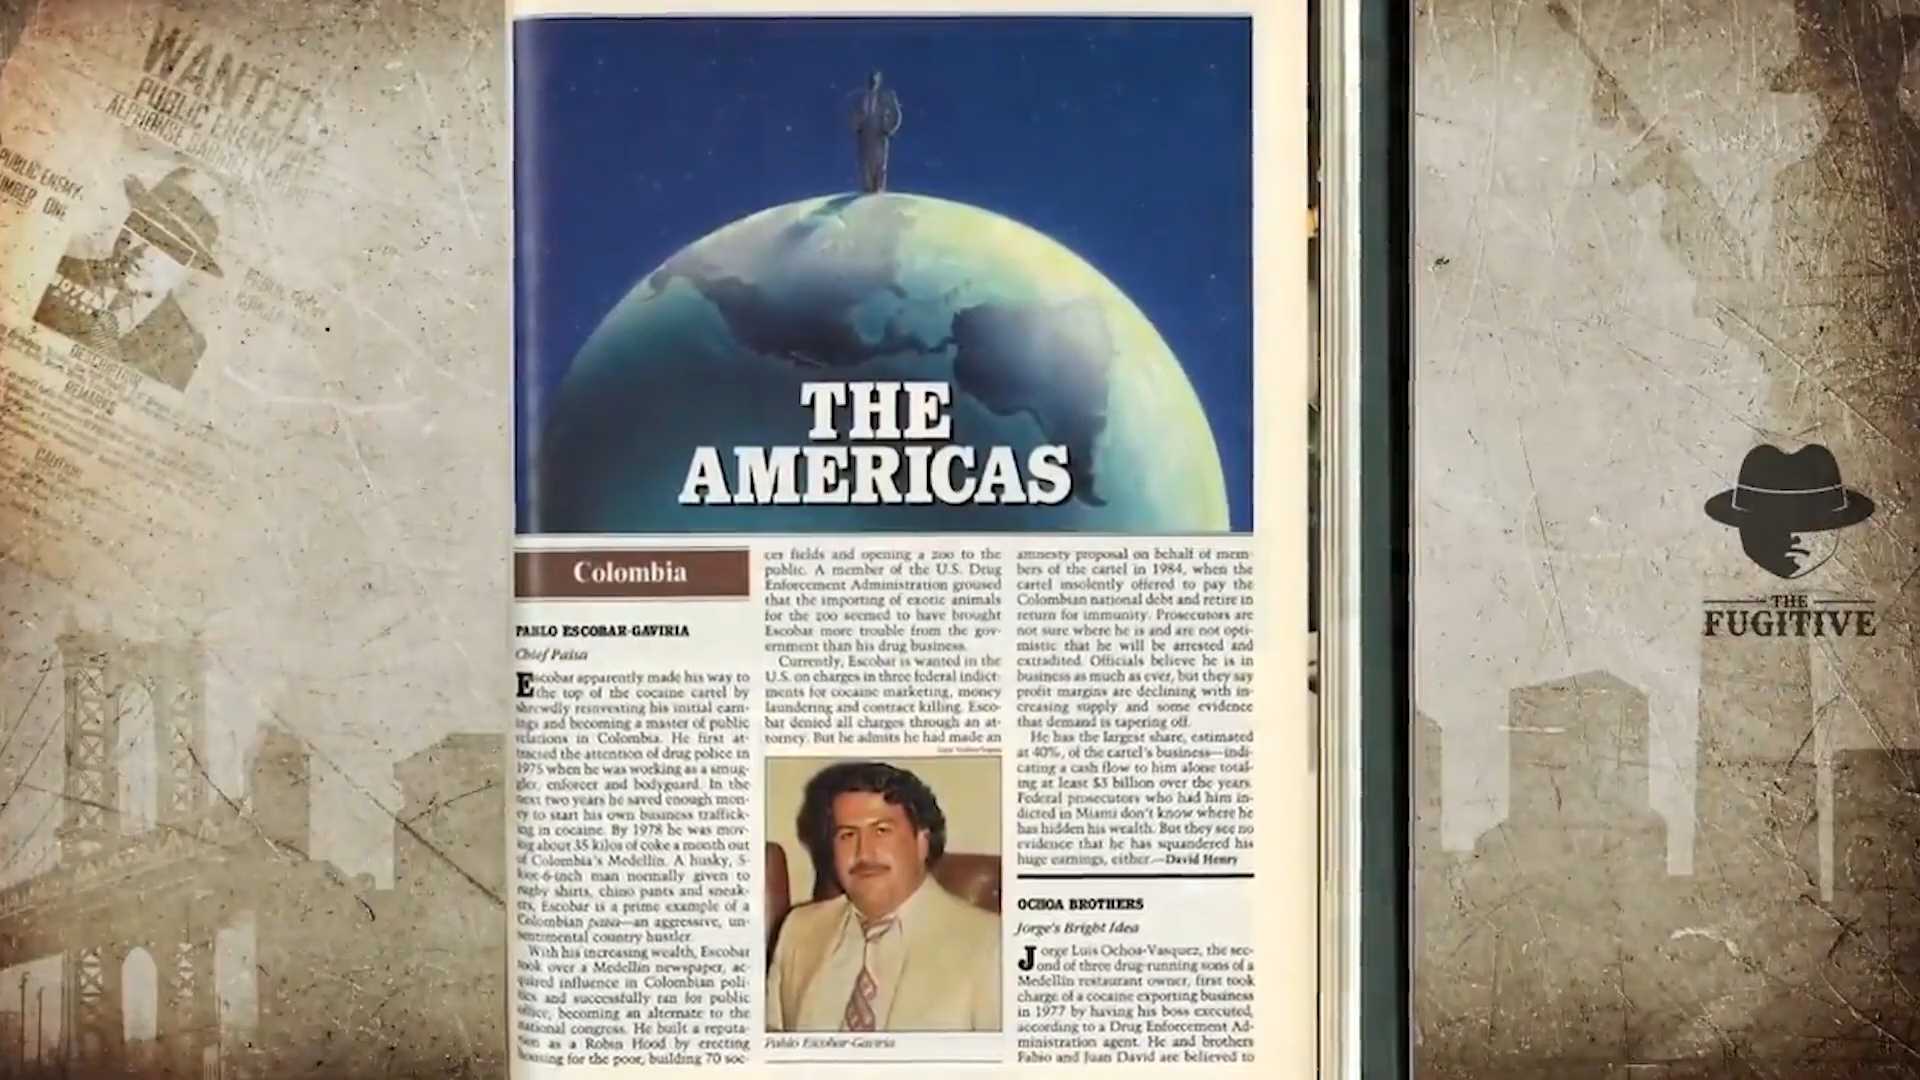 WANTED
PUBLIC ENEMY #1
PUBLIC ENEMY
NUMBER ONE
DESCRIPTION
REMARKS
CAUTION
THE
AMERICAS
Colombia
PABLO ESCOBAR-GAVIRIA
Chief Paisa
Escobar apparently made his way to
the top of the cocaine cartel by
shrewdly reinvesting his initial earn-
ings and becoming a master of public
relations in Colombia. He first at-
tracted the attention of drug police in
1975 when he was working as a smug-
gler, enforcer and bodyguard. In the
next two years he saved enough mon-
ey to start his own business traffick-
ing in cocaine. By 1978 he was mov-
ing about 35 kilos of coke a month out
of Colombia's Medellín. A husky, 5-
foot-6-inch man normally given to
rugby shirts, chino pants and sneak-
ers, Escobar is a prime example of a
Colombian paisa—an aggressive, un-
sentimental country hustler.
With his increasing wealth, Escobar
took over a Medellín newspaper, ac-
quired influence in Colombian poli-
tics and successfully ran for public
office, becoming an alternate to the
national congress. He built a reputa-
tion as a Robin Hood by erecting
housing for the poor, building 70 soc-
cer fields and opening a zoo to the
public. A member of the U.S. Drug
Enforcement Administration groused
that the importing of exotic animals
for the zoo seemed to have brought
Escobar more trouble from the gov-
ernment than his drug business.
Currently, Escobar is wanted in the
U.S. on charges in three federal indict-
ments for cocaine marketing, money
laundering and contract killing. Esco-
bar denied all charges through an at-
torney. But he admits he had made an
Pablo Escobar-Gaviria
amnesty proposal on behalf of mem-
bers of the cartel in 1984, when the
cartel insolently offered to pay the
Colombian national debt and retire in
return for immunity. Prosecutors are
not sure where he is and are not opti-
mistic that he will be arrested and
extradited. Officials believe he is in
business as much as ever, but they say
profit margins are declining with in-
creasing supply and some evidence
that demand is tapering off.
He has the largest share, estimated
at 40%, of the cartel's business—indi-
cating a cash flow to him alone total-
ing at least $3 billion over the years.
Federal prosecutors who had him in-
dicted in Miami don't know where he
has hidden his wealth. But they see no
evidence that he has squandered his
huge earnings, either.—David Henry
OCHOA BROTHERS
Jorge's Bright Idea
Jorge Luis Ochoa-Vasquez, the sec-
ond of three drug-running sons of a
Medellín restaurant owner, first took
charge of a cocaine exporting business
in 1977 by having his boss executed,
according to a Drug Enforcement Ad-
ministration agent. He and brothers
Fabio and Juan David are believed to
THE
FUGITIVE